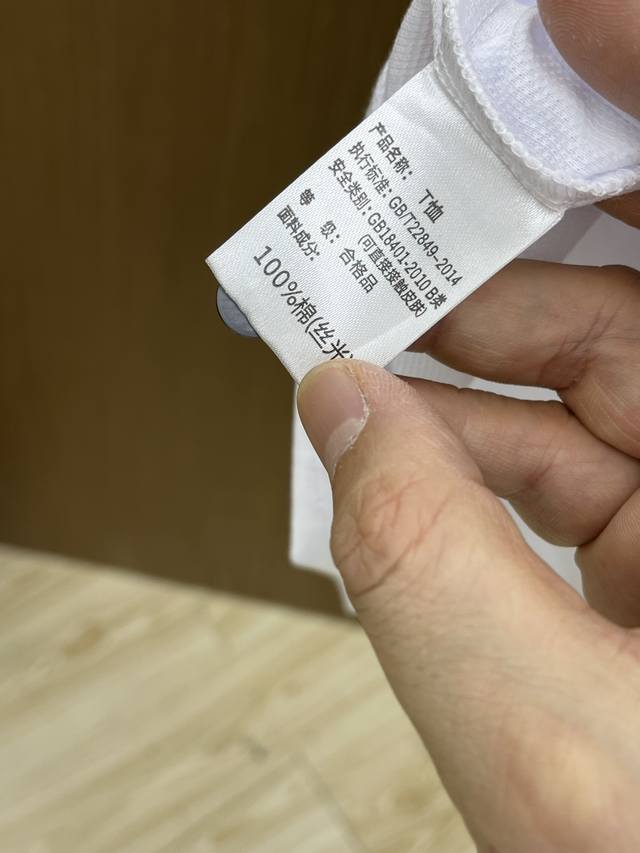 产品名称： T恤
执行标准： GB/T22849-2014
安全类别： GB18401-2010 B类
(可直接接触皮肤)
等 级： 合格品
面料成分：
100%棉(丝光